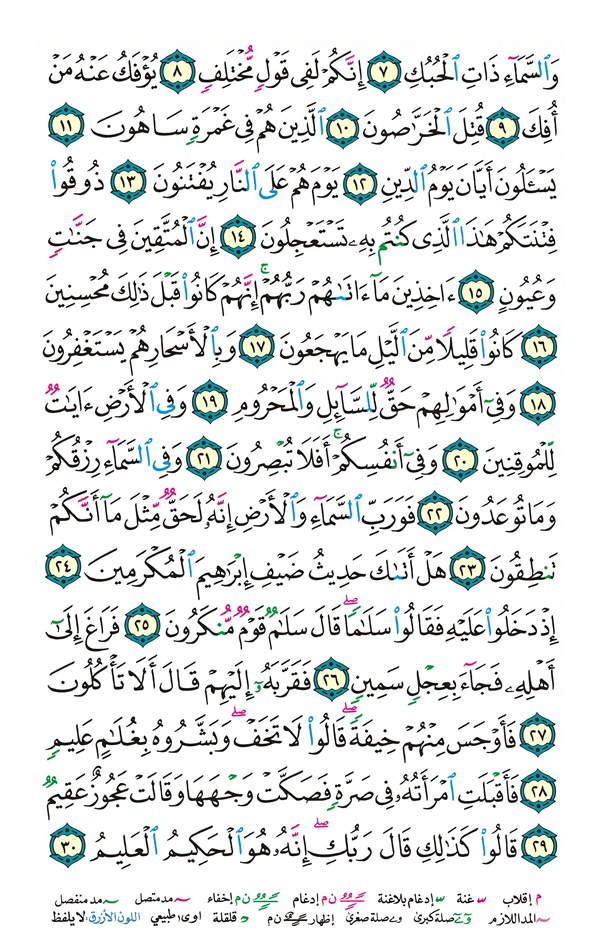 وَٱلسَّمَآءِ ذَاتِ ٱلْحُبُكِ ٧ إِنَّكُمْ لَفِى قَوْلٍ مُّخْتَلِفٍ ٨ يُؤْفَكُ عَنْهُ مَنْ
أُفِكَ ٩ قُتِلَ ٱلْخَرَّٰصُونَ ١٠ ٱلَّذِينَ هُمْ فِى غَمْرَةٍ سَاهُونَ ١١
يَسْـَٔلُونَ أَيَّانَ يَوْمُ ٱلدِّينِ ١٢ يَوْمَ هُمْ عَلَى ٱلنَّارِ يُفْتَنُونَ ١٣ ذُوقُوا۟
فِتْنَتَكُمْ هَٰذَا ٱلَّذِى كُنتُم بِهِۦ تَسْتَعْجِلُونَ ١٤ إِنَّ ٱلْمُتَّقِينَ فِى جَنَّٰتٍ
وَعُيُونٍ ١٥ ءَاخِذِينَ مَآ ءَاتَىٰهُمْ رَبُّهُمْ ۚ إِنَّهُمْ كَانُوا۟ قَبْلَ ذَٰلِكَ مُحْسِنِينَ
١٦ كَانُوا۟ قَلِيلًا مِّنَ ٱلَّيْلِ مَا يَهْجَعُونَ ١٧ وَبِٱلْأَسْحَارِ هُمْ يَسْتَغْفِرُونَ
١٨ وَفِىٓ أَمْوَٰلِهِمْ حَقٌّ لِّلسَّآئِلِ وَٱلْمَحْرُومِ ١٩ وَفِى ٱلْأَرْضِ ءَايَٰتٌ
لِّلْمُوقِنِينَ ٢٠ وَفِىٓ أَنفُسِكُمْ ۚ أَفَلَا تُبْصِرُونَ ٢١ وَفِى ٱلسَّمَآءِ رِزْقُكُمْ
وَمَا تُوعَدُونَ ٢٢ فَوَرَبِّ ٱلسَّمَآءِ وَٱلْأَرْضِ إِنَّهُۥ لَحَقٌّ مِّثْلَ مَآ أَنَّكُمْ
تَنطِقُونَ ٢٣ هَلْ أَتَىٰكَ حَدِيثُ ضَيْفِ إِبْرَٰهِيمَ ٱلْمُكْرَمِينَ ٢٤
إِذْ دَخَلُوا۟ عَلَيْهِ فَقَالُوا۟ سَلَٰمًا ۖ قَالَ سَلَٰمٌ قَوْمٌ مُّنكَرُونَ ٢٥ فَرَاغَ إِلَىٰٓ
أَهْلِهِۦ فَجَآءَ بِعِجْلٍ سَمِينٍ ٢٦ فَقَرَّبَهُۥٓ إِلَيْهِمْ قَالَ أَلَا تَأْكُلُونَ
٢٧ فَأَوْجَسَ مِنْهُمْ خِيفَةً ۖ قَالُوا۟ لَا تَخَفْ ۖ وَبَشَّرُوهُ بِغُلَٰمٍ عَلِيمٍ
٢٨ فَأَقْبَلَتِ ٱمْرَأَتُهُۥ فِى صَرَّةٍ فَصَكَّتْ وَجْهَهَا وَقَالَتْ عَجُوزٌ عَقِيمٌ
٢٩ قَالُوا۟ كَذَٰلِكِ قَالَ رَبُّكِ ۖ إِنَّهُۥ هُوَ ٱلْحَكِيمُ ٱلْعَلِيمُ ٣٠
م إقلاب غنة إدغام بلاغنة ن م إدغام ن م إخفاء مد متصل مد منفصل
المد اللازم صلة كبرى صلة صغرى إظهار ن م قلقلة اوى طبيعي اللون الأزرق: لا يلفظ